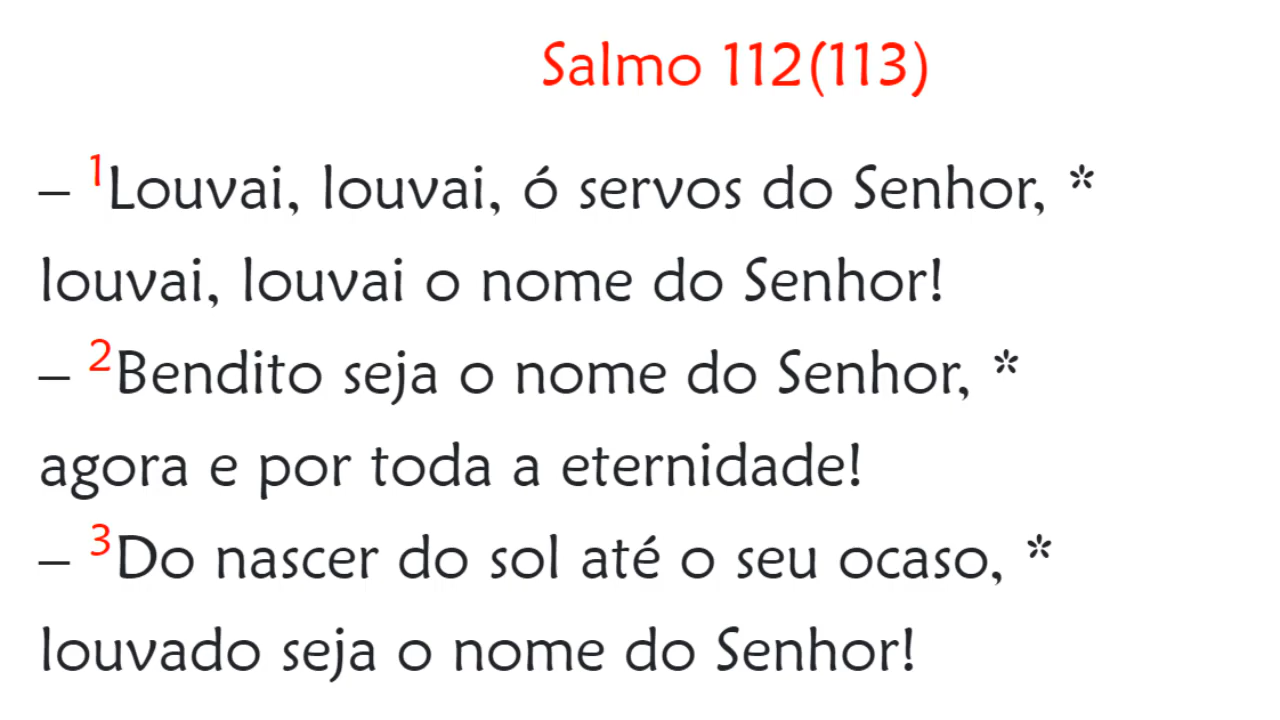 Salmo 112(113)
– ¹Louvai, louvai, ó servos do Senhor, *
louvai, louvai o nome do Senhor!
– ²Bendito seja o nome do Senhor, *
agora e por toda a eternidade!
– ³Do nascer do sol até o seu ocaso, *
louvado seja o nome do Senhor!